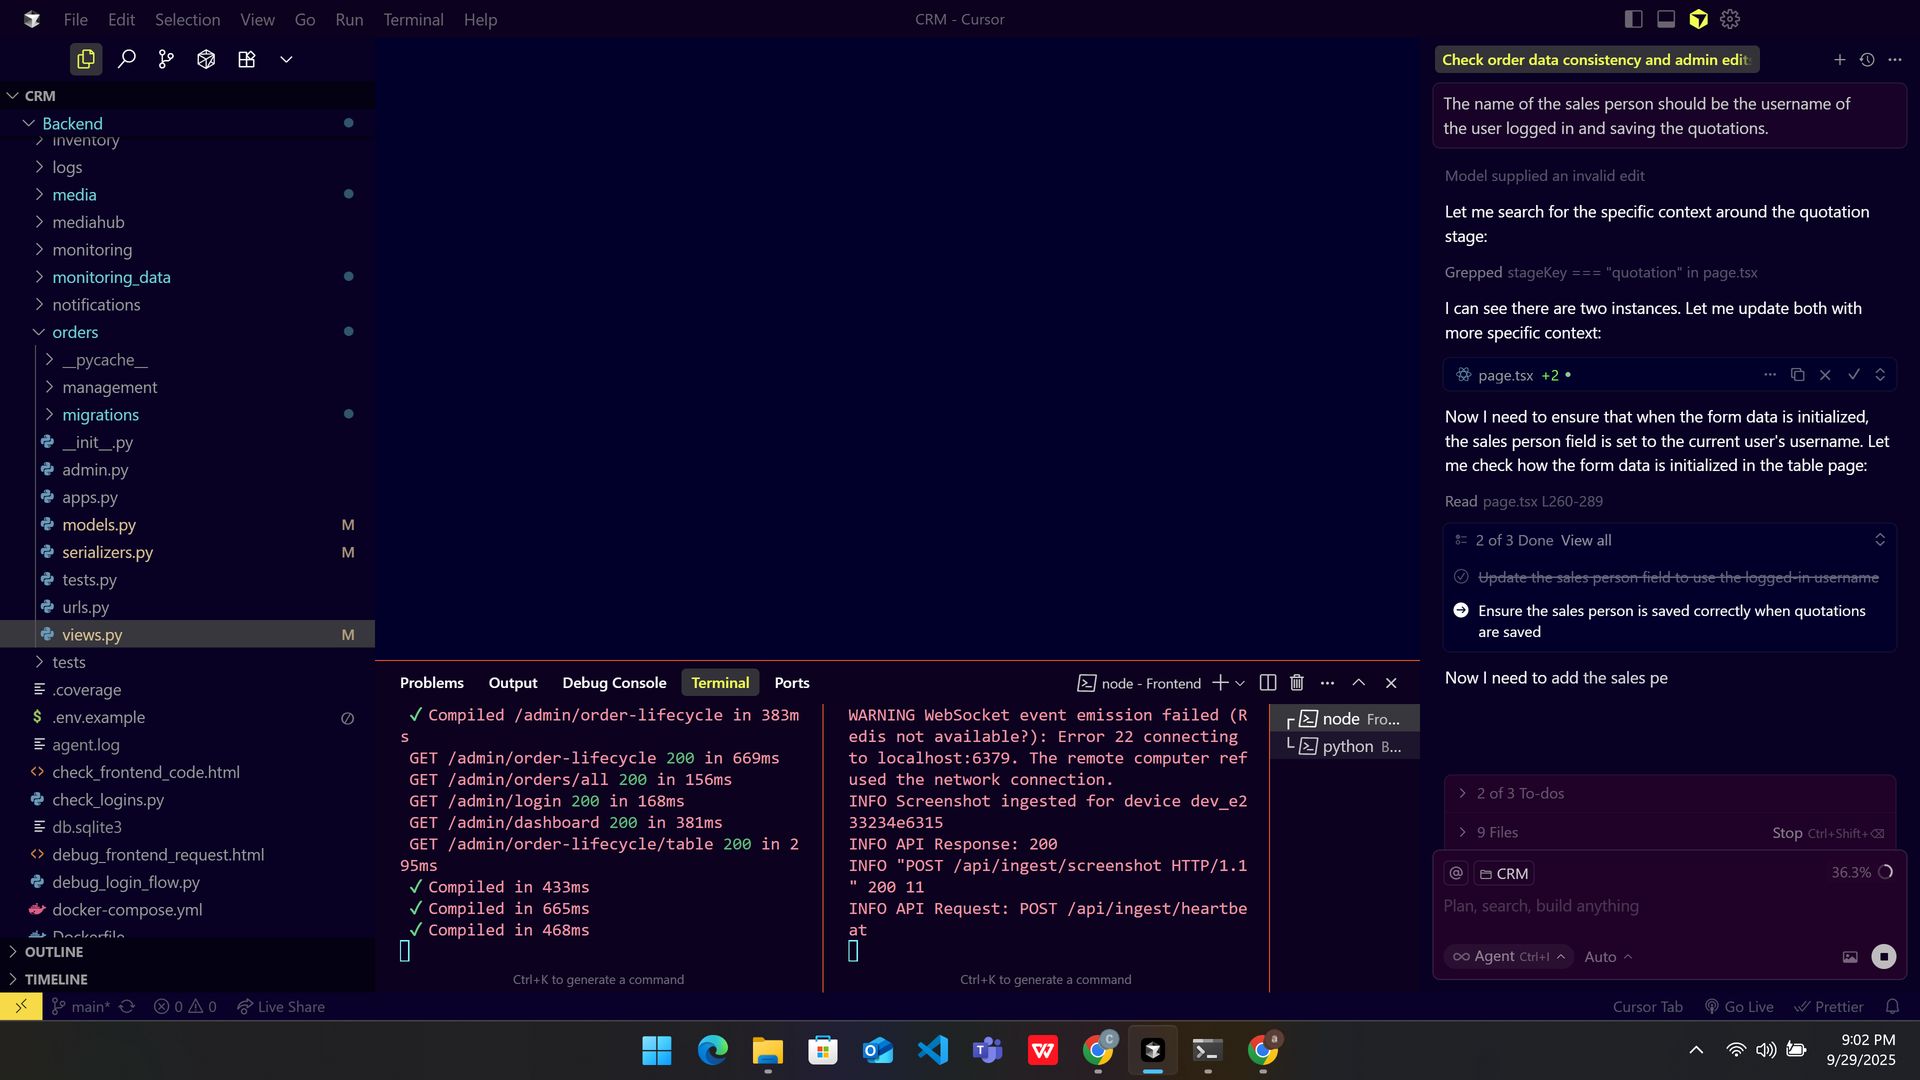 File Edit Selection View Go Run Terminal Help
CRM - Cursor
CRM
Backend
inventory
logs
media
mediahub
monitoring
monitoring_data
notifications
orders
__pycache__
management
migrations
__init__.py
admin.py
apps.py
models.py M
serializers.py M
tests.py
urls.py
views.py M
tests
.coverage
.env.example
agent.log
check_frontend_code.html
check_logins.py
db.sqlite3
debug_frontend_request.html
debug_login_flow.py
docker-compose.yml
Dockerfile
OUTLINE
TIMELINE
Problems Output Debug Console Terminal Ports
node - Frontend
✓ Compiled /admin/order-lifecycle in 383m
s
GET /admin/order-lifecycle 200 in 669ms
GET /admin/orders/all 200 in 156ms
GET /admin/login 200 in 168ms
GET /admin/dashboard 200 in 381ms
GET /admin/order-lifecycle/table 200 in 2
95ms
✓ Compiled in 433ms
✓ Compiled in 665ms
✓ Compiled in 468ms
Ctrl+K to generate a command
WARNING WebSocket event emission failed (R
edis not available?): Error 22 connecting
to localhost:6379. The remote computer ref
used the network connection.
INFO Screenshot ingested for device dev_e2
33234e6315
INFO API Response: 200
INFO "POST /api/ingest/screenshot HTTP/1.1
" 200 11
INFO API Request: POST /api/ingest/heartbe
at
Ctrl+K to generate a command
node Fro...
python B...
Check order data consistency and admin edit
The name of the sales person should be the username of
the user logged in and saving the quotations.
Model supplied an invalid edit
Let me search for the specific context around the quotation
stage:
Grepped stageKey === "quotation" in page.tsx
I can see there are two instances. Let me update both with
more specific context:
page.tsx +2 •
Now I need to ensure that when the form data is initialized,
the sales person field is set to the current user's username. Let
me check how the form data is initialized in the table page:
Read page.tsx L260-289
2 of 3 Done View all
Update the sales person field to use the logged-in username
Ensure the sales person is saved correctly when quotations
are saved
Now I need to add the sales pe
2 of 3 To-dos
9 Files Stop Ctrl+Shift+⌫
@ CRM 36.3%
Plan, search, build anything
Agent Ctrl+I Auto
main* 0 0 Live Share
Cursor Tab Go Live Prettier
9:02 PM
9/29/2025